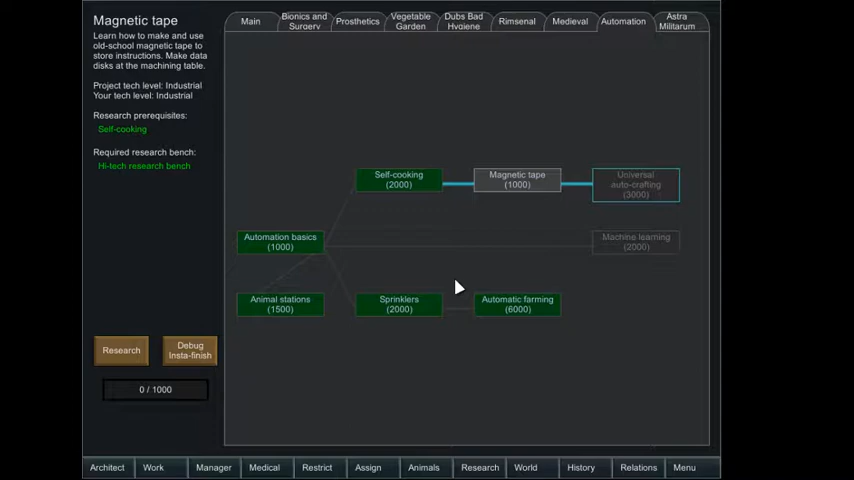 Magnetic tape
Learn how to make and use
old-school magnetic tape to
store instructions. Make data
disks at the machining table.
Project tech level: Industrial
Your tech level: Industrial
Research prerequisites:
Self-cooking
Required research bench:
Hi-tech research bench
Research
Debug
Insta-finish
0 / 1000
Main
Bionics and
Surgery
Prosthetics
Vegetable
Garden
Dubs Bad
Hygiene
Rimsenal
Medieval
Automation
Astra
Militarum
Self-cooking
(2000)
Magnetic tape
(1000)
Universal
auto-crafting
(3000)
Automation basics
(1000)
Machine learning
(2000)
Animal stations
(1500)
Sprinklers
(2000)
Automatic farming
(6000)
Architect
Work
Manager
Medical
Restrict
Assign
Animals
Research
World
History
Relations
Menu